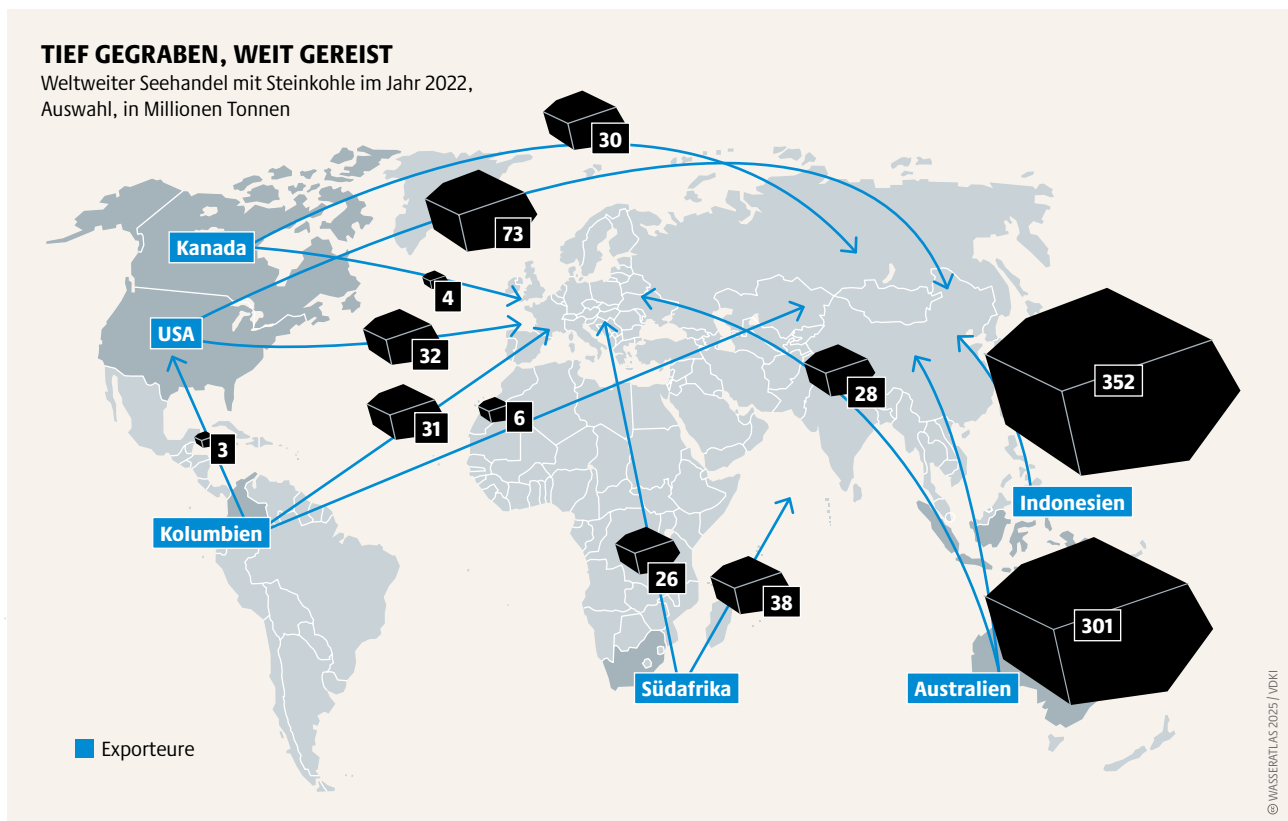 TIEF GEGRABEN, WEIT GEREIST
Weltweiter Seehandel mit Steinkohle im Jahr 2022,
Auswahl, in Millionen Tonnen
30
73
Kanada
4
USA
32
352
28
31
6
3
Indonesien
Kolumbien
26
38
301
Südafrika
Australien
Exporteure
© WASSERATLAS 2025 / VDKI